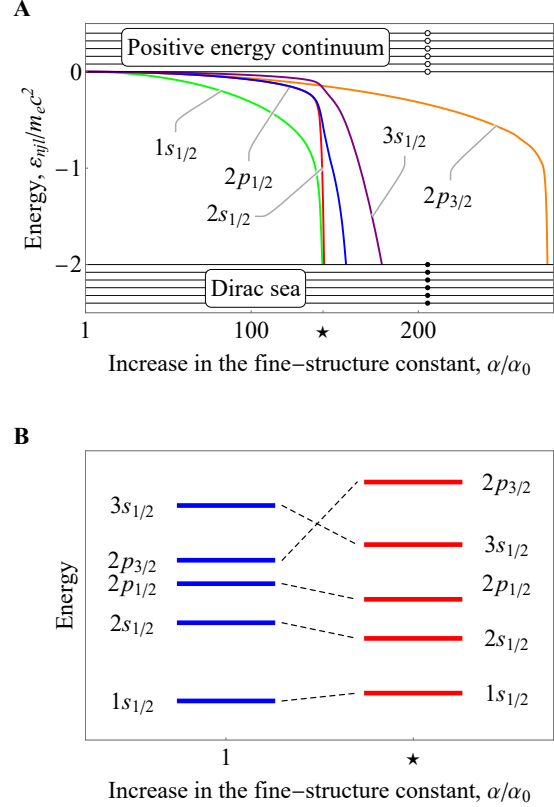 A
Positive energy continuum
0
−1
−2
Energy, εnjl/mec²
1s1/2
2p1/2
2s1/2
3s1/2
2p3/2
Dirac sea
1
100
★
200
Increase in the fine−structure constant, α/α0
B
Energy
3s1/2
2p3/2
2p1/2
2s1/2
1s1/2
2p3/2
3s1/2
2p1/2
2s1/2
1s1/2
1
★
Increase in the fine−structure constant, α/α0